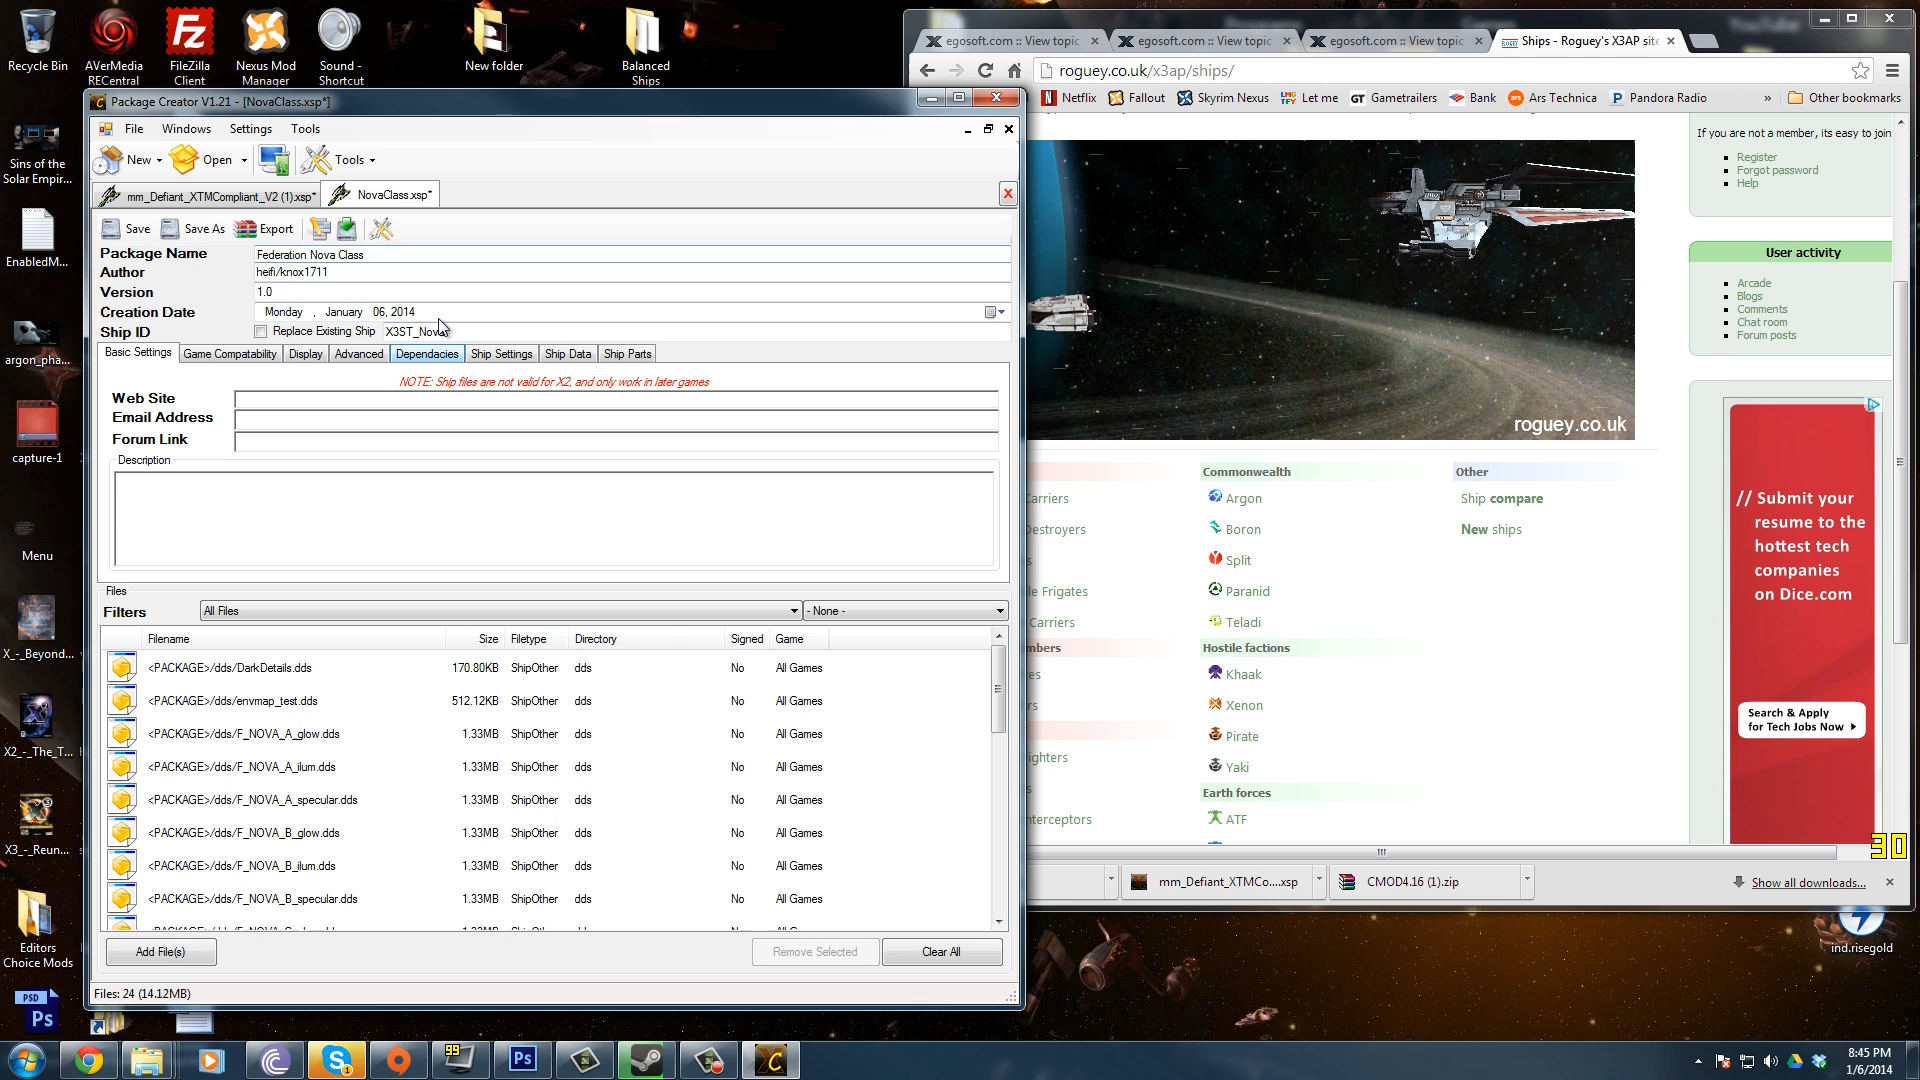 Recycle Bin
AVerMedia
RECentral
FileZilla
Client
Nexus Mod
Manager
Sound -
Shortcut
New folder
Balanced
Ships
Sins of the
Solar Empir...
EnabledM...
argon_pha...
capture-1
Menu
X_-_Beyond...
X2_-_The_T...
X3_-_Reun...
Editors
Choice Mods
PSD
Ps
Package Creator V1.21 - [NovaClass.xsp*]
File Windows Settings Tools
New Open Tools
mm_Defiant_XTMCompliant_V2 (1).xsp* NovaClass.xsp*
Save Save As Export
Package Name Federation Nova Class
Author heifi/knox1711
Version 1.0
Creation Date Monday , January 06, 2014
Ship ID Replace Existing Ship
Basic Settings Game Compatability Display Advanced Dependacies Ship Settings Ship Data Ship Parts
NOTE: Ship files are not valid for X2, and only work in later games
Web Site
Email Address
Forum Link
Description
Files
Filters All Files - None -
Filename Size Filetype Directory Signed Game
<PACKAGE>/dds/DarkDetails.dds 170.80KB ShipOther dds No All Games
<PACKAGE>/dds/envmap_test.dds 512.12KB ShipOther dds No All Games
<PACKAGE>/dds/F_NOVA_A_glow.dds 1.33MB ShipOther dds No All Games
<PACKAGE>/dds/F_NOVA_A_ilum.dds 1.33MB ShipOther dds No All Games
<PACKAGE>/dds/F_NOVA_A_specular.dds 1.33MB ShipOther dds No All Games
<PACKAGE>/dds/F_NOVA_B_glow.dds 1.33MB ShipOther dds No All Games
<PACKAGE>/dds/F_NOVA_B_ilum.dds 1.33MB ShipOther dds No All Games
<PACKAGE>/dds/F_NOVA_B_specular.dds 1.33MB ShipOther dds No All Games
Add File(s) Remove Selected Clear All
Files: 24 (14.12MB)
egosoft.com :: View topic egosoft.com :: View topic egosoft.com :: View topic Ships - Roguey's X3AP site
roguey.co.uk/x3ap/ships/
Netflix Fallout Skyrim Nexus Let me Gametrailers Bank Ars Technica Pandora Radio » Other bookmarks
If you are not a member, its easy to join
Register
Forgot password
Help
User activity
Arcade
Blogs
Comments
Chat room
Forum posts
roguey.co.uk
Commonwealth Other
Carriers Argon Ship compare
Destroyers Boron New ships
Split
Frigates Paranid
Carriers Teladi
Hostile factions
Khaak
Xenon
Pirate
Yaki
Earth forces
ATF
// Submit your
resume to the
hottest tech
companies
on Dice.com
Search & Apply
for Tech Jobs Now
30
mm_Defiant_XTMCo....xsp CMOD4.16 (1).zip Show all downloads...
ind.risegold
99
Ps
8:45 PM
1/6/2014